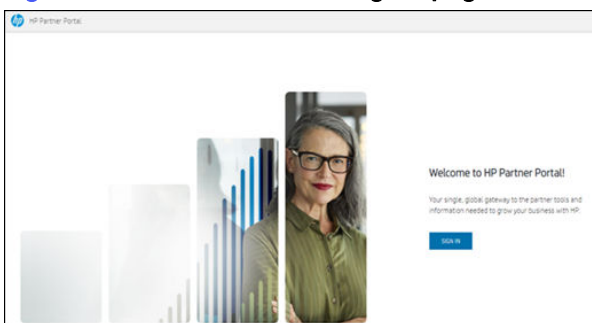 HP Partner Portal
Welcome to HP Partner Portal!
Your single, global gateway to the partner tools and
information needed to grow your business with HP.
SIGN IN